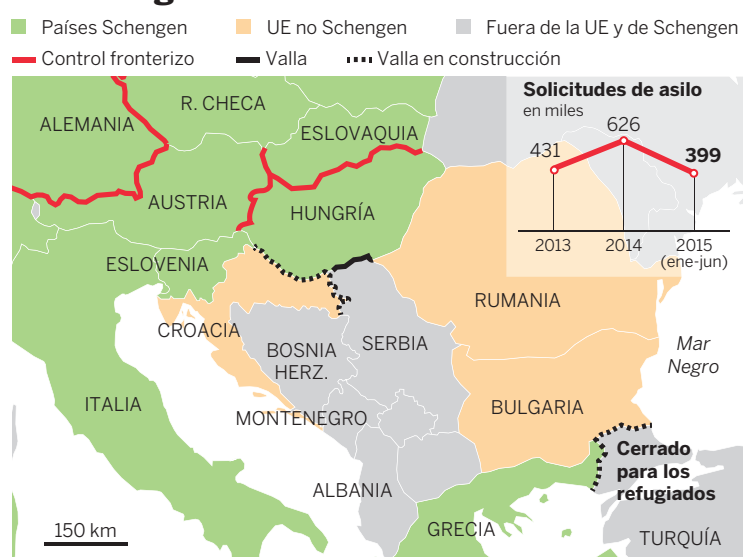 Países Schengen
UE no Schengen
Fuera de la UE y de Schengen
Control fronterizo
Valla
Valla en construcción
Solicitudes de asilo
en miles
431
626
399
2013
2014
2015
(ene-jun)
ALEMANIA
R. CHECA
ESLOVAQUIA
AUSTRIA
HUNGRÍA
ESLOVENIA
RUMANIA
CROACIA
BOSNIA
HERZ.
SERBIA
Mar
Negro
ITALIA
MONTENEGRO
BULGARIA
Cerrado
para los
refugiados
ALBANIA
150 km
GRECIA
TURQUÍA